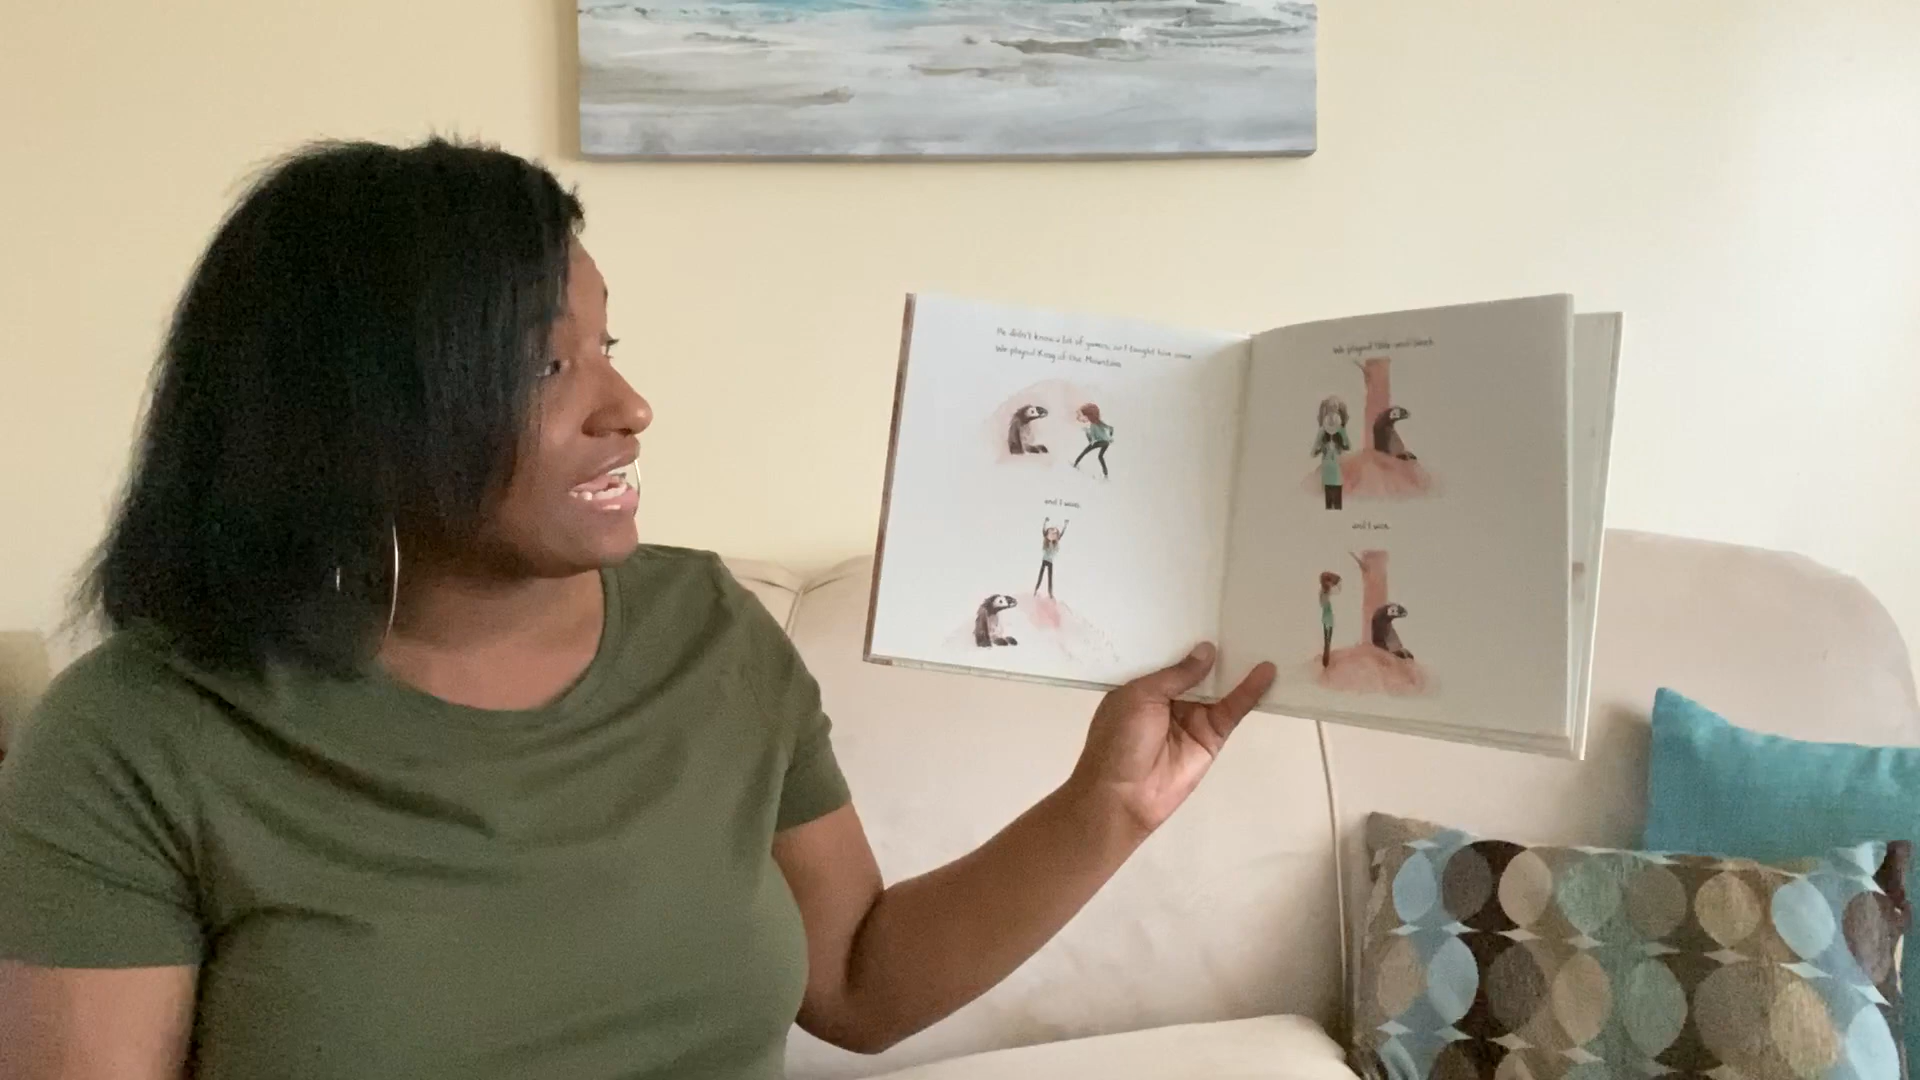 He didn't know a lot of games, so I taught him some.
We played King of the Mountain
and I won.
We played hide-and-seek
and I won.